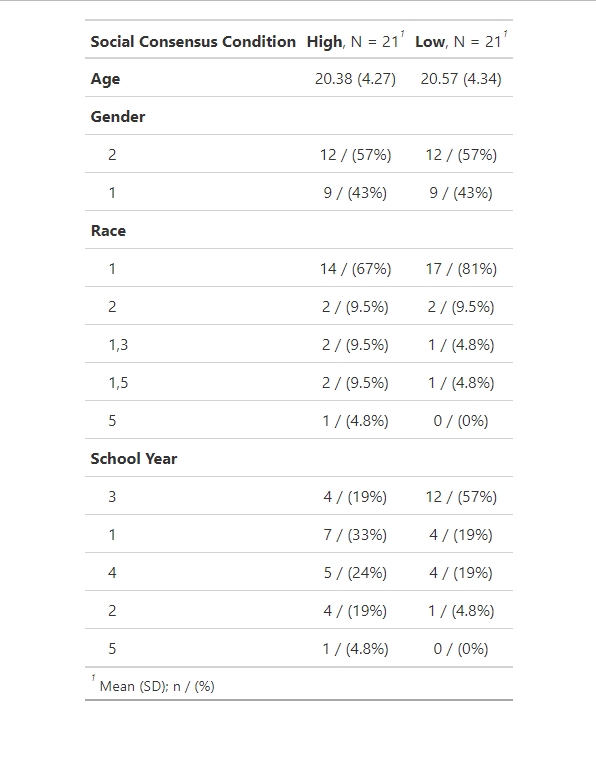 Social Consensus Condition High, N = 21¹ Low, N = 21¹
Age 20.38 (4.27) 20.57 (4.34)
Gender
2 12 / (57%) 12 / (57%)
1 9 / (43%) 9 / (43%)
Race
1 14 / (67%) 17 / (81%)
2 2 / (9.5%) 2 / (9.5%)
1,3 2 / (9.5%) 1 / (4.8%)
1,5 2 / (9.5%) 1 / (4.8%)
5 1 / (4.8%) 0 / (0%)
School Year
3 4 / (19%) 12 / (57%)
1 7 / (33%) 4 / (19%)
4 5 / (24%) 4 / (19%)
2 4 / (19%) 1 / (4.8%)
5 1 / (4.8%) 0 / (0%)
¹ Mean (SD); n / (%)